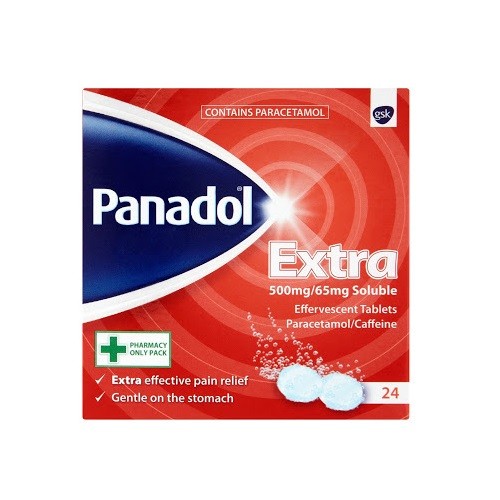 CONTAINS PARACETAMOL
gsk
Panadol
Extra
500mg/65mg Soluble
Effervescent Tablets
Paracetamol/Caffeine
PHARMACY
ONLY PACK
✓ Extra effective pain relief
✓ Gentle on the stomach
24